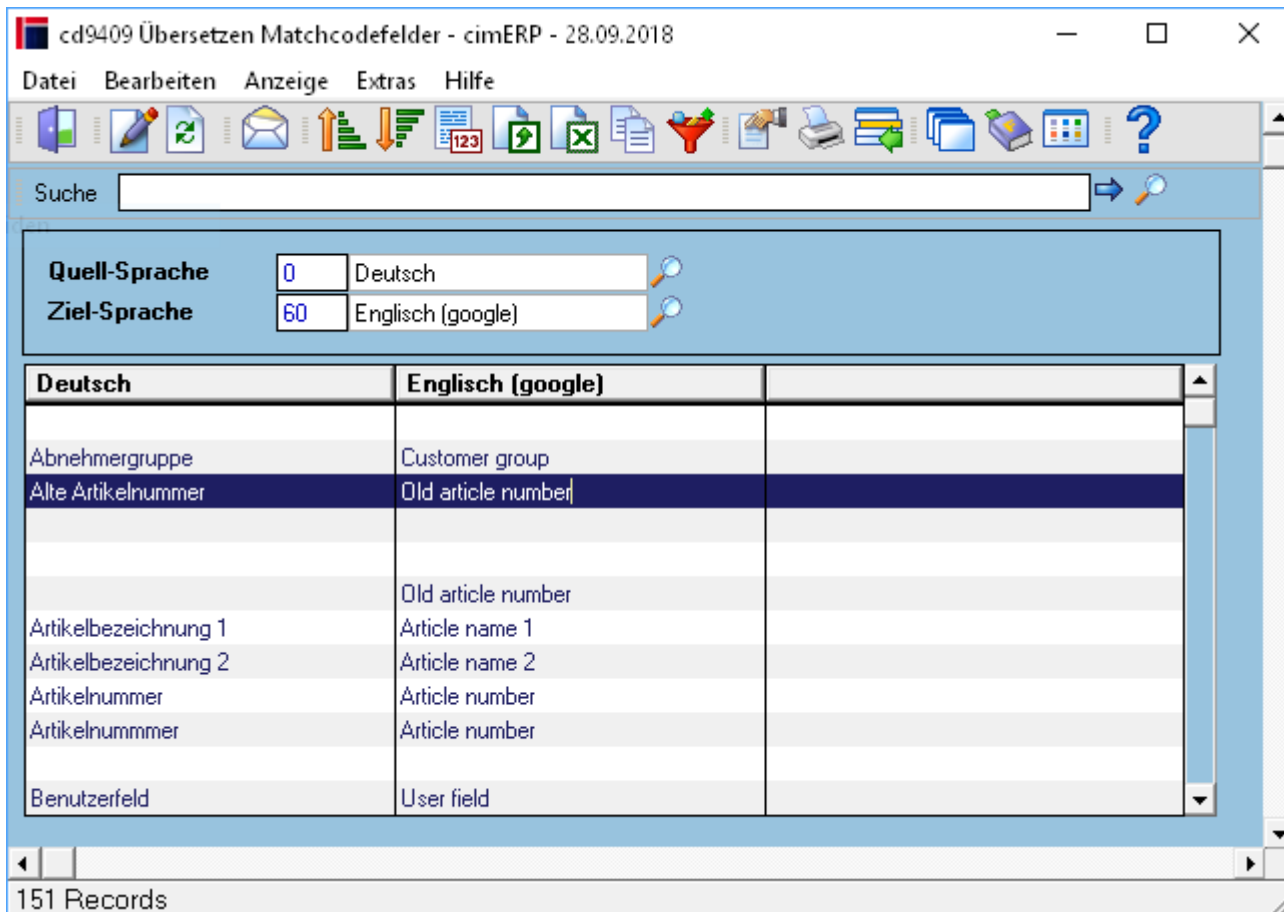 cd9409 Übersetzen Matchcodefelder - cimERP - 28.09.2018
Datei Bearbeiten Anzeige Extras Hilfe
123
Suche
den
Quell-Sprache 0 Deutsch
Ziel-Sprache 60 Englisch (google)
Deutsch Englisch (google)
Abnehmergruppe Customer group
Alte Artikelnummer Old article number
Old article number
Artikelbezeichnung 1 Article name 1
Artikelbezeichnung 2 Article name 2
Artikelnummer Article number
Artikelnummmer Article number
Benutzerfeld User field
151 Records